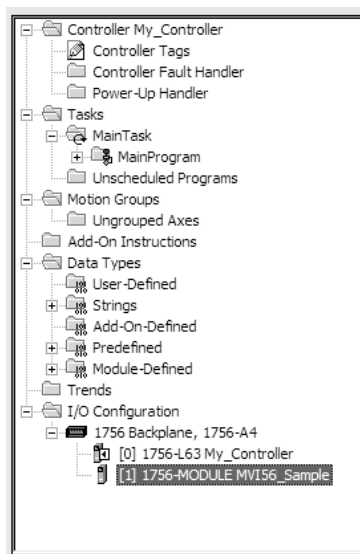 Controller My_Controller
Controller Tags
Controller Fault Handler
Power-Up Handler
Tasks
MainTask
MainProgram
Unscheduled Programs
Motion Groups
Ungrouped Axes
Add-On Instructions
Data Types
User-Defined
Strings
Add-On-Defined
Predefined
Module-Defined
Trends
I/O Configuration
1756 Backplane, 1756-A4
[0] 1756-L63 My_Controller
[1] 1756-MODULE MVI56_Sample